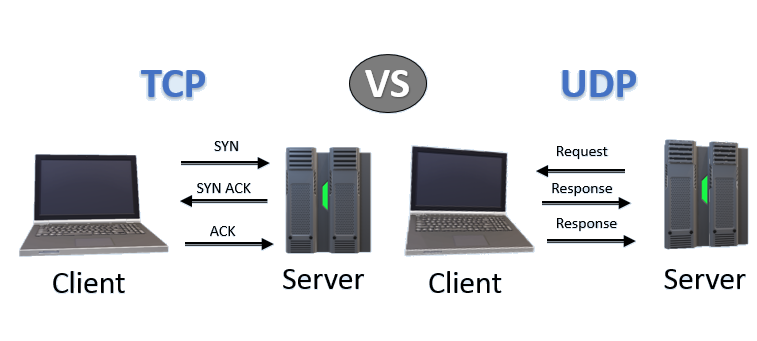 TCP
VS
UDP
SYN
SYN ACK
ACK
Client
Server
Request
Response
Response
Client
Server